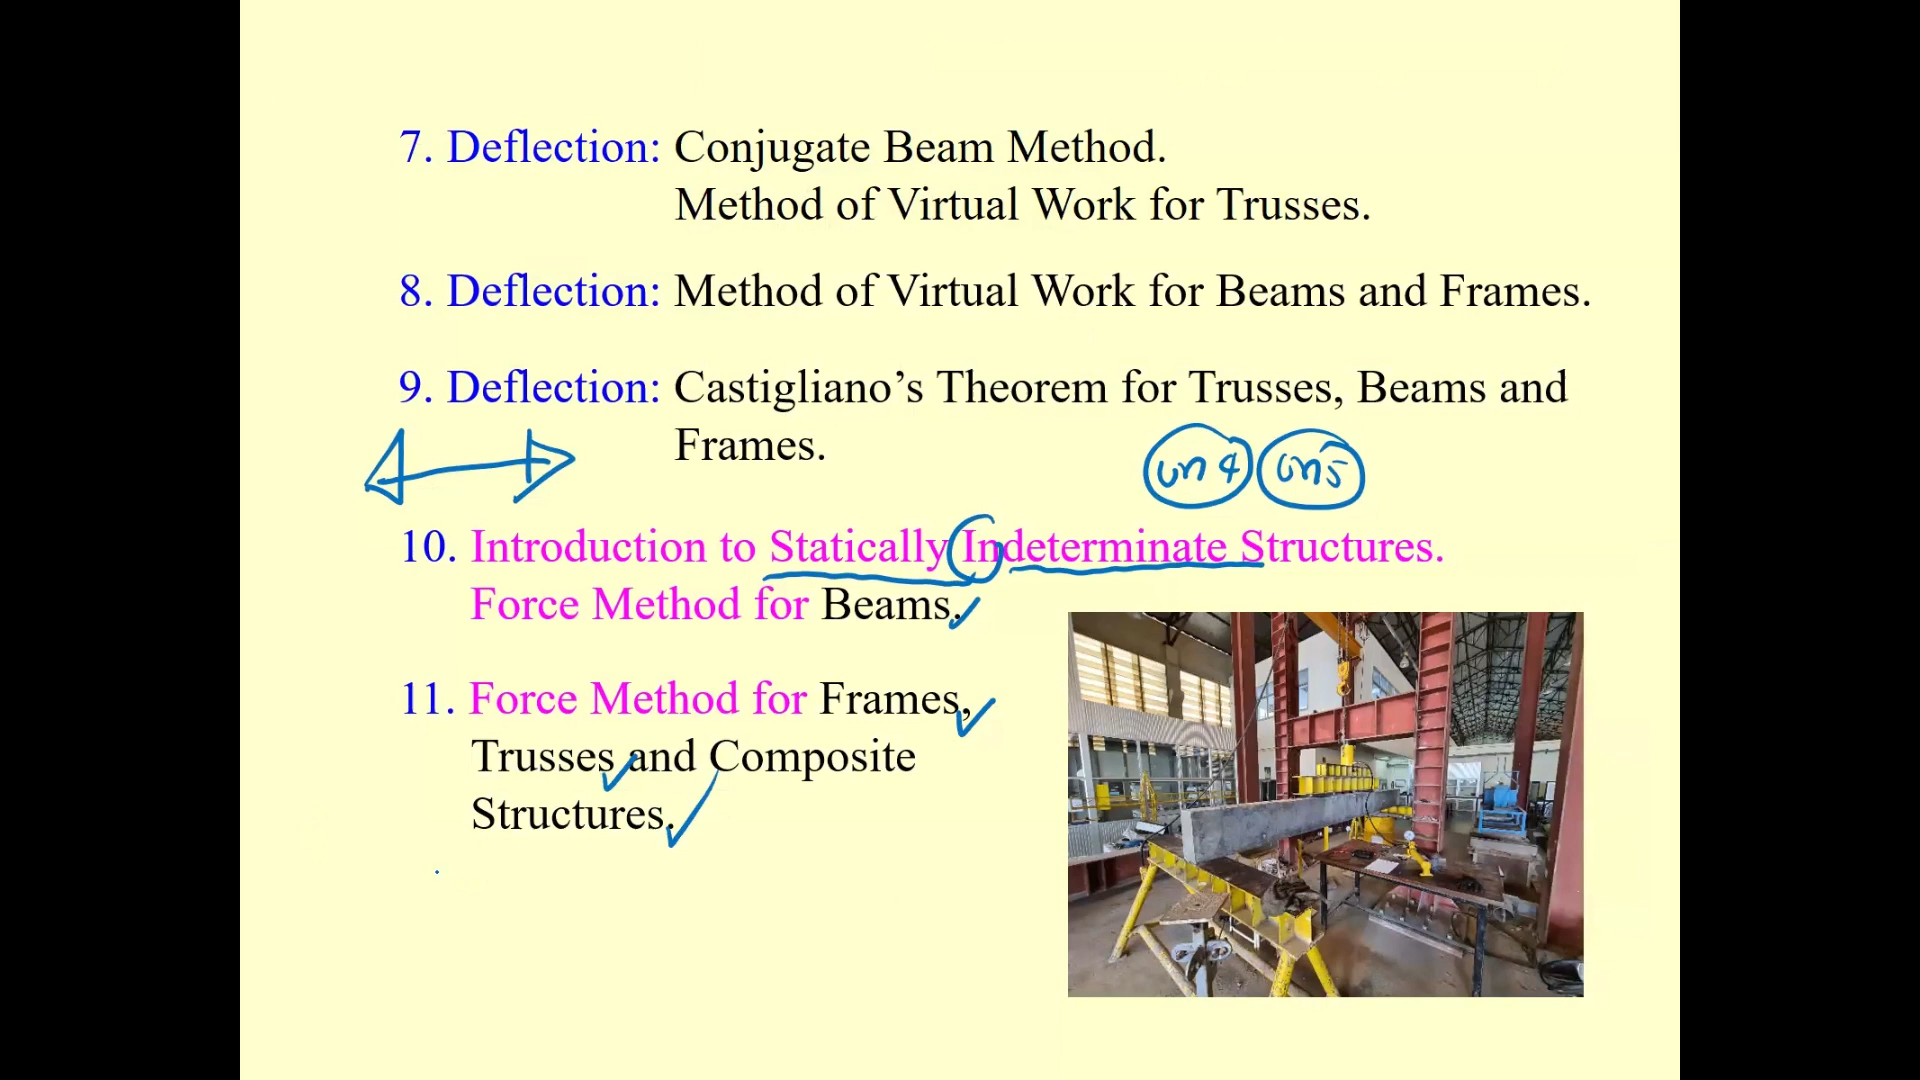 7. Deflection: Conjugate Beam Method.
Method of Virtual Work for Trusses.
8. Deflection: Method of Virtual Work for Beams and Frames.
9. Deflection: Castigliano’s Theorem for Trusses, Beams and
Frames.
บท 4 บท 5
10. Introduction to Statically Indeterminate Structures.
Force Method for Beams.
11. Force Method for Frames,
Trusses and Composite
Structures.